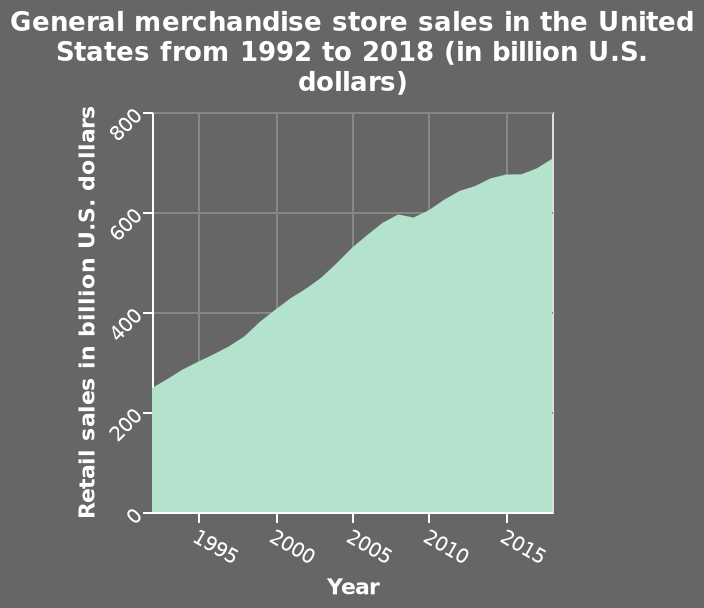 General merchandise store sales in the United
States from 1992 to 2018 (in billion U.S.
dollars)
Retail sales in billion U.S. dollars
800
600
400
200
0
1995
2000
2005
2010
2015
Year